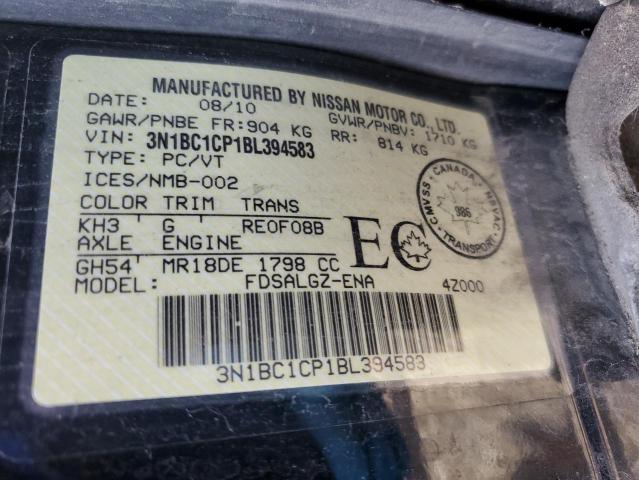 MANUFACTURED BY NISSAN MOTOR CO., LTD.
DATE: 08/10 GVWR/PNBV: 1710 KG
GAWR/PNBE FR: 904 KG RR: 814 KG
VIN: 3N1BC1CP1BL394583
TYPE: PC/VT
ICES/NMB-002
COLOR TRIM TRANS
KH3 G RE0F08B
AXLE ENGINE
GH54 MR18DE 1798 CC
MODEL: FDSALGZ-ENA 4Z000
EC
CMVSS · CANADA · NSVAC
986
TRANSPORT
3N1BC1CP1BL394583